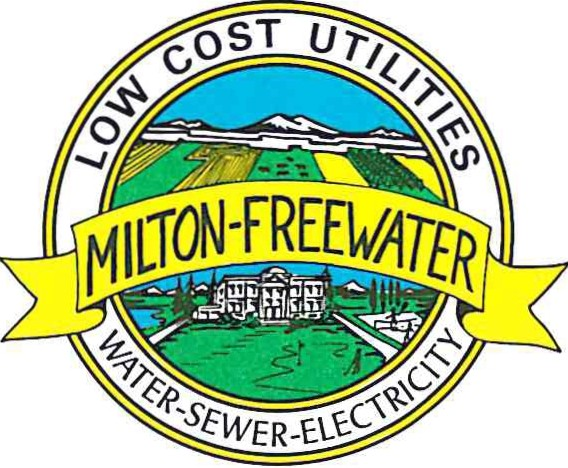 LOW COST UTILITIES
MILTON-FREEWATER
WATER-SEWER-ELECTRICITY